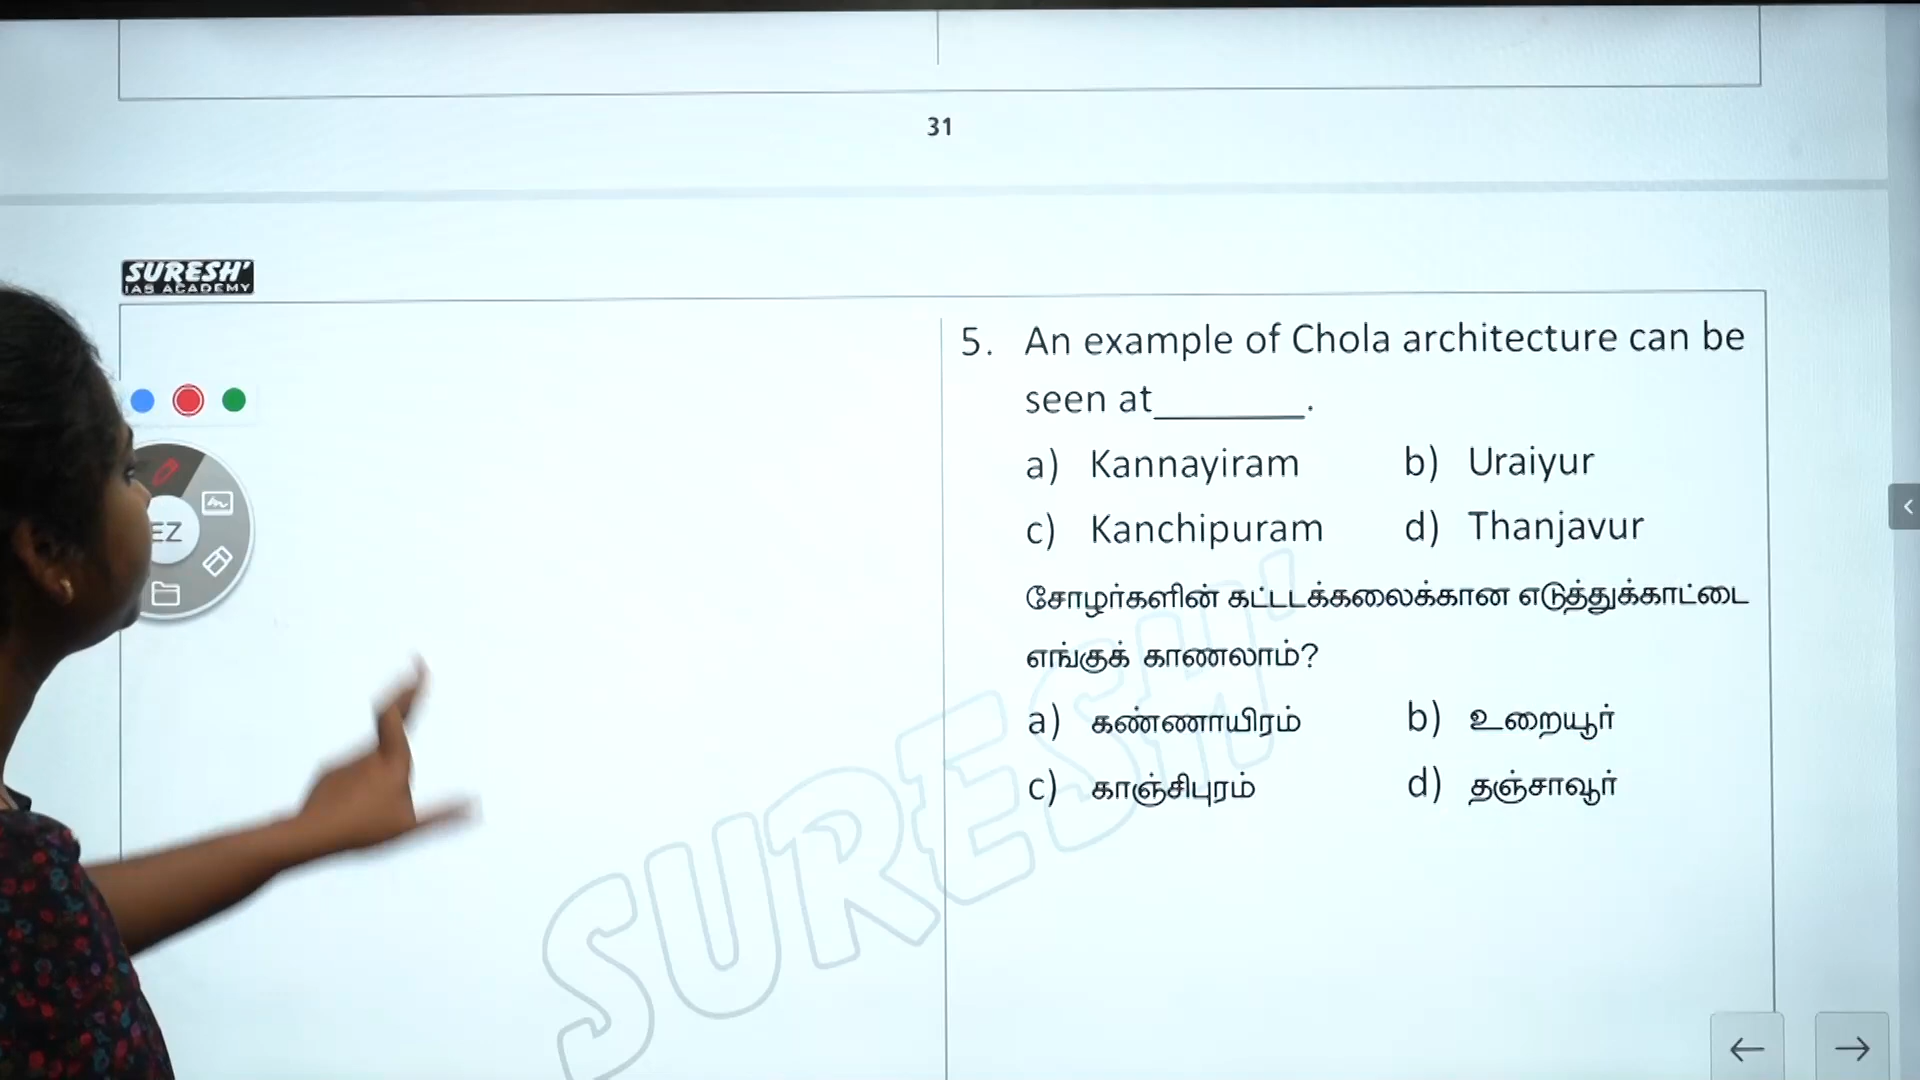 31
SURESH'
IAS ACADEMY
EZ
5. An example of Chola architecture can be
seen at________.
a) Kannayiram b) Uraiyur
c) Kanchipuram d) Thanjavur
சோழர்களின் கட்டடக்கலைக்கான எடுத்துக்காட்டை
எங்குக் காணலாம்?
a) கண்ணாயிரம் b) உறையூர்
c) காஞ்சிபுரம் d) தஞ்சாவூர்
SURESH'